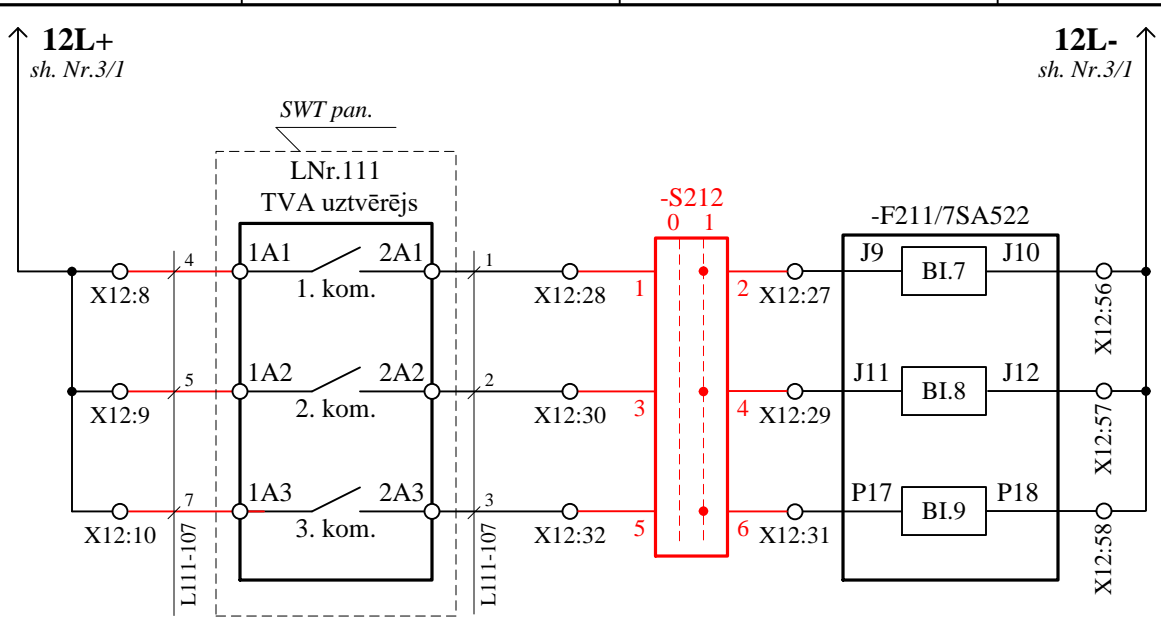 12L+
sh. Nr.3/1
12L-
sh. Nr.3/1
SWT pan.
LNr.111
TVA uztvērējs
-S212
0 1
-F211/7SA522
4
1A1
2A1
1
1
2
J9
BI.7
J10
X12:8
1. kom.
X12:28
X12:27
X12:56
5
1A2
2A2
2
3
4
J11
BI.8
J12
X12:9
2. kom.
X12:30
X12:29
X12:57
7
1A3
2A3
3
5
6
P17
BI.9
P18
X12:10
3. kom.
X12:32
X12:31
X12:58
L111-107
L111-107